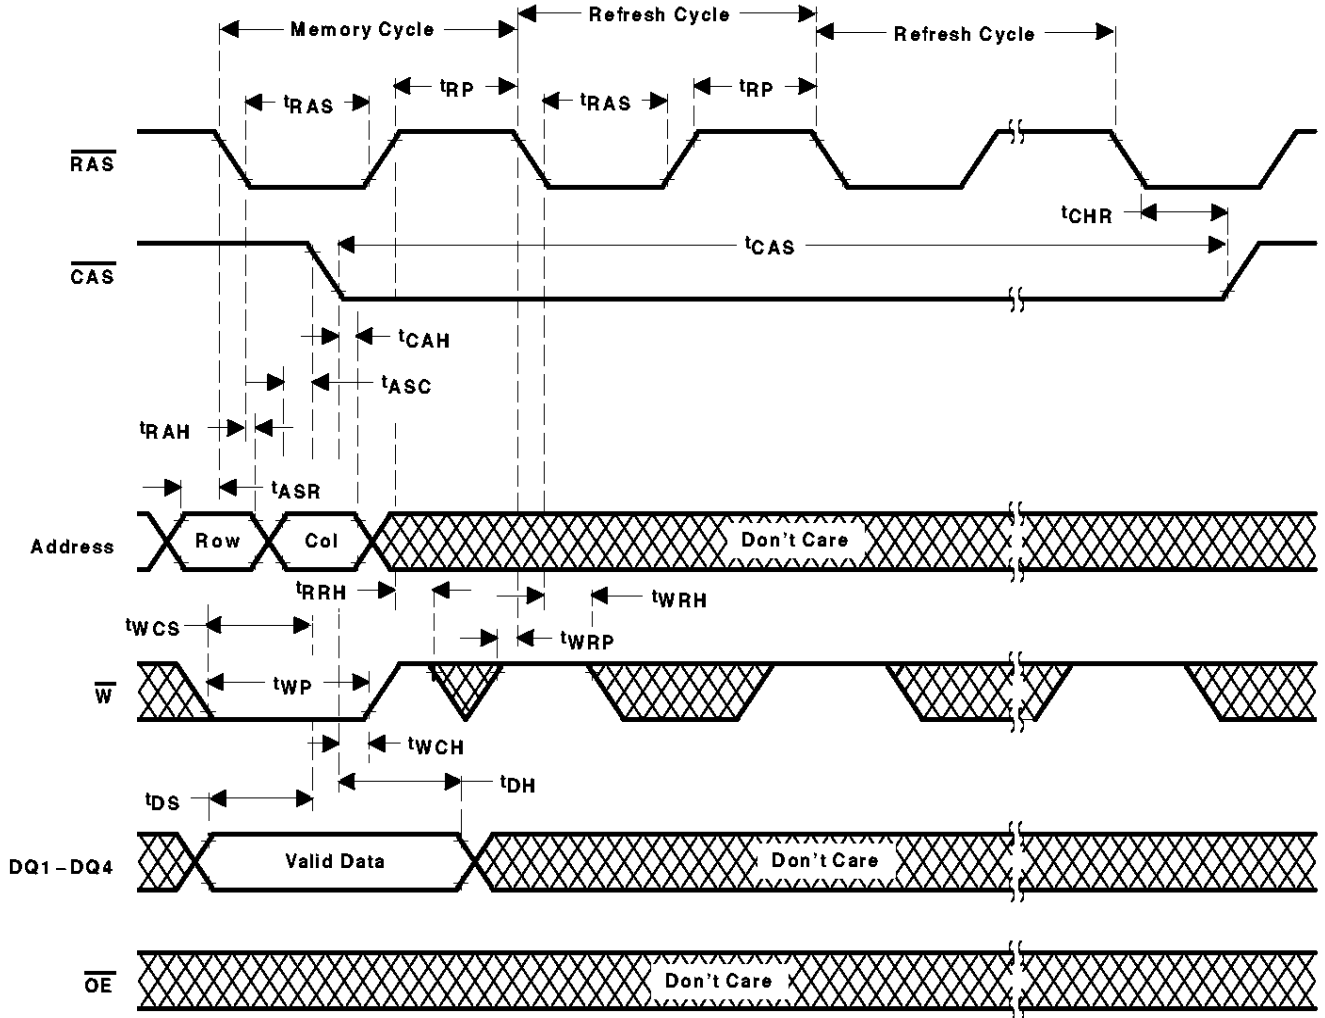 Memory Cycle
Refresh Cycle
Refresh Cycle
tRAS
tRP
tRAS
tRP
RAS
tCHR
CAS
tCAS
tCAH
tASC
tRAH
tASR
Address
Row
Col
Don't Care
tRRH
tWRH
tWCS
tWRP
W
tWP
tWCH
tDH
tDS
DQ1–DQ4
Valid Data
Don't Care
OE
Don't Care